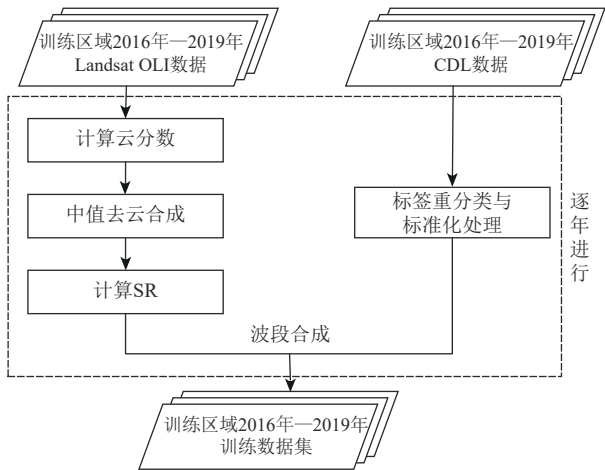 训练区域2016年—2019年
Landsat OLI数据
训练区域2016年—2019年
CDL数据
计算云分数
中值去云合成
计算SR
标签重分类与
标准化处理
逐年进行
波段合成
训练区域2016年—2019年
训练数据集